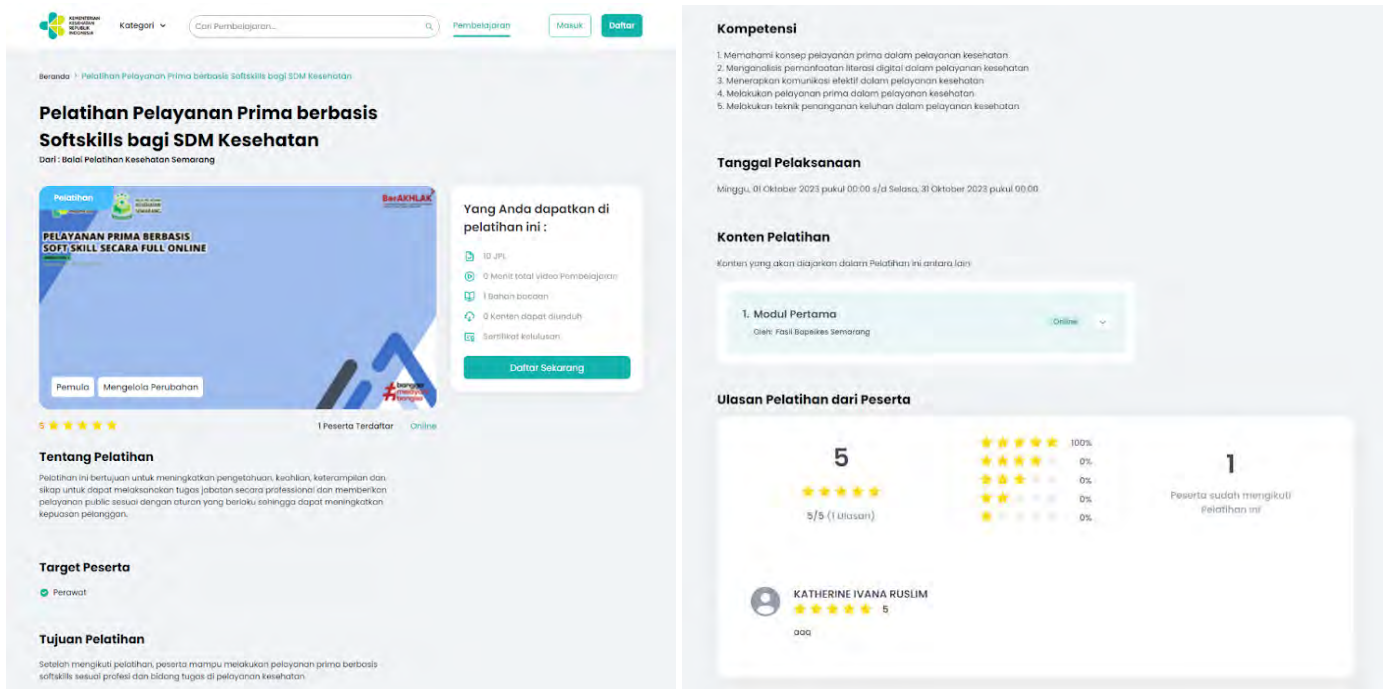 KEMENTERIAN
KESEHATAN
REPUBLIK
INDONESIA
Kategori
Cari Pembelajaran...
Pembelajaran
Masuk
Daftar
Beranda > Pelatihan Pelayanan Prima berbasis Softskills bagi SDM Kesehatan
Pelatihan Pelayanan Prima berbasis
Softskills bagi SDM Kesehatan
Dari : Balai Pelatihan Kesehatan Semarang
Pelatihan
BerAKHLAK
PELAYANAN PRIMA BERBASIS
SOFT SKILL SECARA FULL ONLINE
Pemula
Mengelola Perubahan
bangga
melayani
bangsa
Yang Anda dapatkan di
pelatihan ini :
10 JPL
0 Menit total video Pembelajaran
1 Bahan bacaan
0 Konten dapat diunduh
Sertifikat kelulusan
Daftar Sekarang
5
1 Peserta Terdaftar
Online
Tentang Pelatihan
Pelatihan ini bertujuan untuk meningkatkan pengetahuan, keahlian, keterampilan dan
sikap untuk dapat melaksanakan tugas jabatan secara professional dan memberikan
pelayanan public sesuai dengan aturan yang berlaku sehingga dapat meningkatkan
kepuasan pelanggan.
Target Peserta
Perawat
Tujuan Pelatihan
Setelah mengikuti pelatihan, peserta mampu melakukan pelayanan prima berbasis
softskills sesuai profesi dan bidang tugas di pelayanan kesehatan
Kompetensi
1. Memahami konsep pelayanan prima dalam pelayanan kesehatan
2. Menganalisis pemanfaatan literasi digital dalam pelayanan kesehatan
3. Menerapkan komunikasi efektif dalam pelayanan kesehatan
4. Melakukan pelayanan prima dalam pelayanan kesehatan
5. Melakukan teknik penanganan keluhan dalam pelayanan kesehatan
Tanggal Pelaksanaan
Minggu, 01 Oktober 2023 pukul 00:00 s/d Selasa, 31 Oktober 2023 pukul 00:00
Konten Pelatihan
Konten yang akan diajarkan dalam Pelatihan ini antara lain
1. Modul Pertama
Oleh: Fasil Bapelkes Semarang
Online
Ulasan Pelatihan dari Peserta
5
5/5 (1 Ulasan)
100%
0%
0%
0%
0%
1
Peserta sudah mengikuti
Pelatihan ini
KATHERINE IVANA RUSLIM
5
aaa